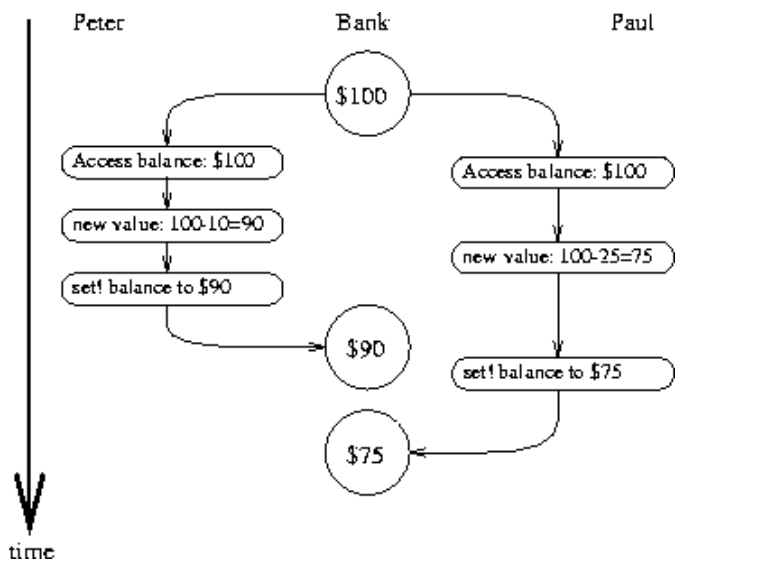 Peter
Bank
Paul
$100
Access balance: $100
Access balance: $100
new value: 100-10=90
new value: 100-25=75
set! balance to $90
$90
set! balance to $75
$75
time